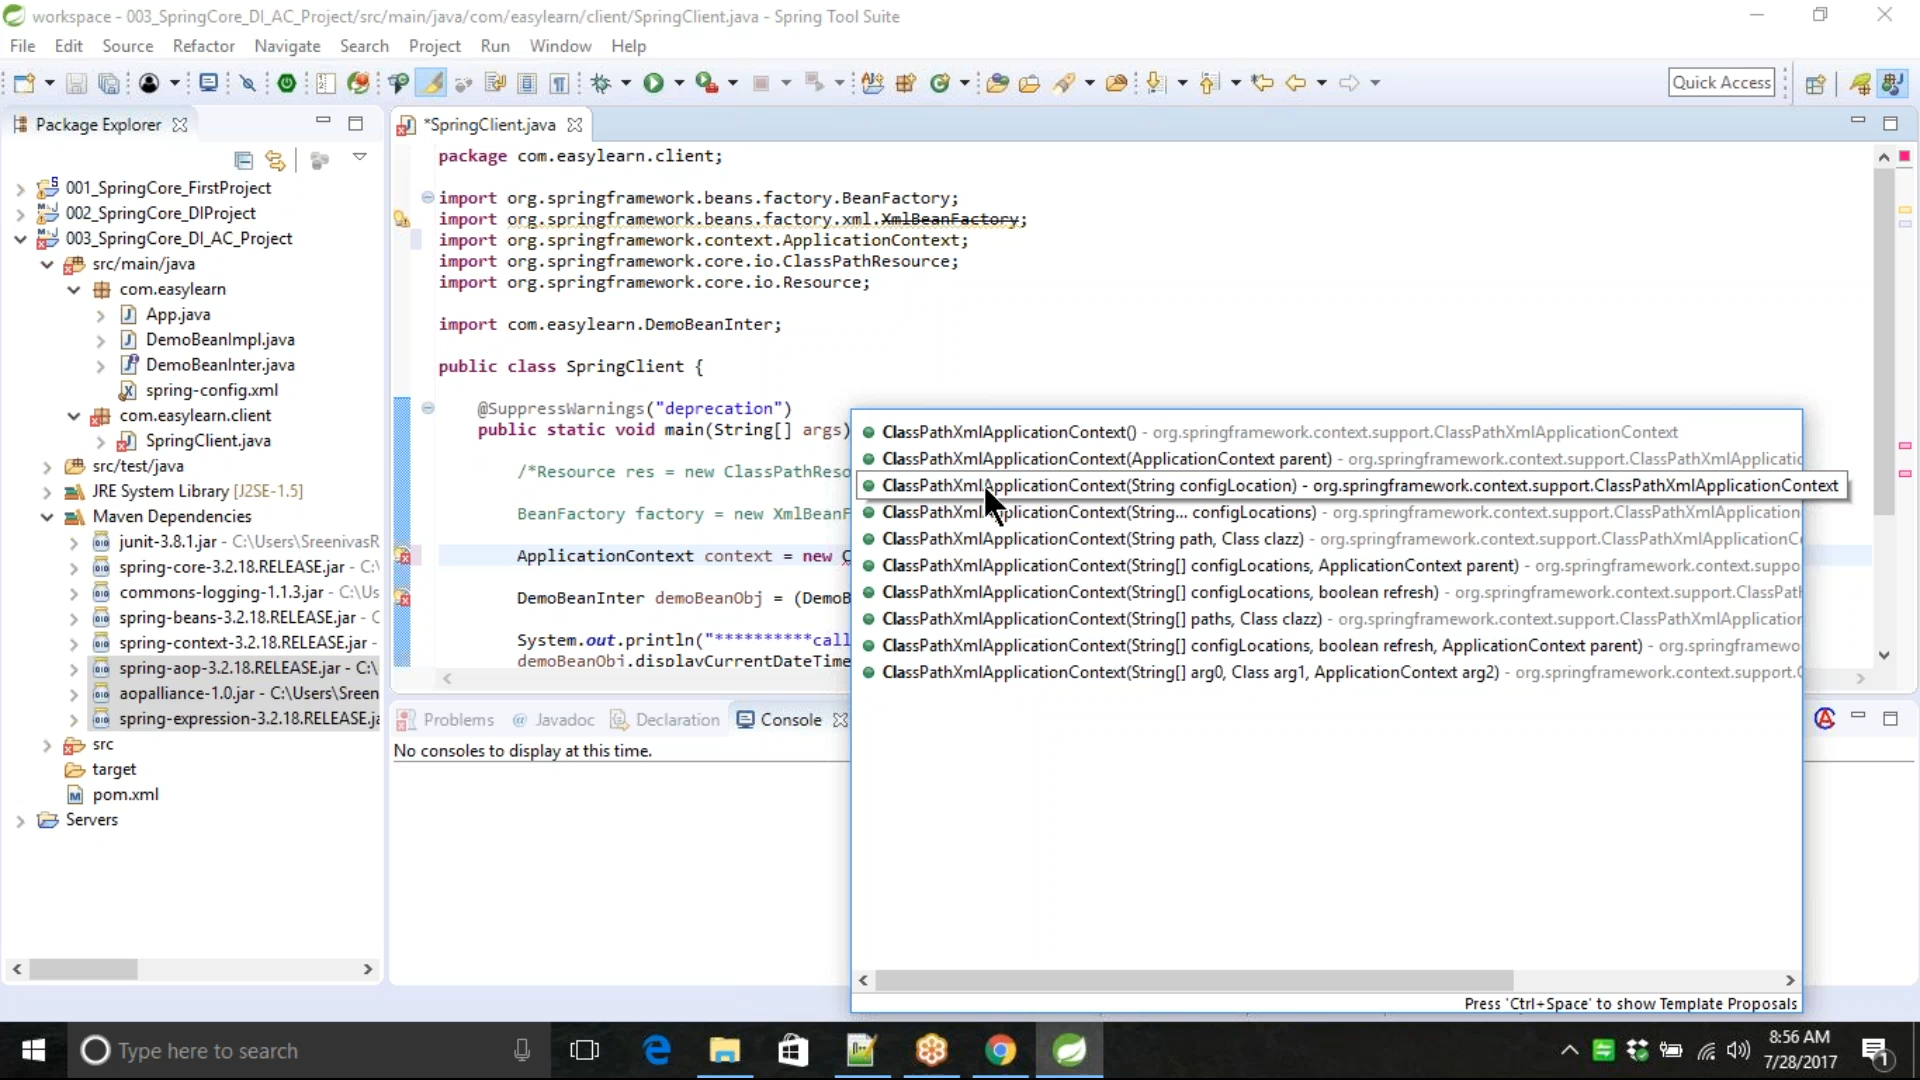 workspace - 003_SpringCore_DI_AC_Project/src/main/java/com/easylearn/client/SpringClient.java - Spring Tool Suite
File Edit Source Refactor Navigate Search Project Run Window Help
Quick Access
Package Explorer
001_SpringCore_FirstProject
002_SpringCore_DIProject
003_SpringCore_DI_AC_Project
src/main/java
com.easylearn
App.java
DemoBeanImpl.java
DemoBeanInter.java
spring-config.xml
com.easylearn.client
SpringClient.java
src/test/java
JRE System Library [J2SE-1.5]
Maven Dependencies
junit-3.8.1.jar - C:\Users\SreenivasR
spring-core-3.2.18.RELEASE.jar - C:\
commons-logging-1.1.3.jar - C:\Us
spring-beans-3.2.18.RELEASE.jar - C
spring-context-3.2.18.RELEASE.jar -
spring-aop-3.2.18.RELEASE.jar - C:\
aopalliance-1.0.jar - C:\Users\Sreen
spring-expression-3.2.18.RELEASE.ja
src
target
pom.xml
Servers
*SpringClient.java
package com.easylearn.client;
import org.springframework.beans.factory.BeanFactory;
import org.springframework.beans.factory.xml.XmlBeanFactory;
import org.springframework.context.ApplicationContext;
import org.springframework.core.io.ClassPathResource;
import org.springframework.core.io.Resource;
import com.easylearn.DemoBeanInter;
public class SpringClient {
@SuppressWarnings("deprecation")
public static void main(String[] args)
/*Resource res = new ClassPathReso
BeanFactory factory = new XmlBeanF
ApplicationContext context = new C
DemoBeanInter demoBeanObj = (DemoB
System.out.println("**********call
demoBeanObj.displayCurrentDateTime
ClassPathXmlApplicationContext() - org.springframework.context.support.ClassPathXmlApplicationContext
ClassPathXmlApplicationContext(ApplicationContext parent) - org.springframework.context.support.ClassPathXmlApplicatio
ClassPathXmlApplicationContext(String configLocation) - org.springframework.context.support.ClassPathXmlApplicationContext
ClassPathXmlApplicationContext(String... configLocations) - org.springframework.context.support.ClassPathXmlApplication
ClassPathXmlApplicationContext(String path, Class clazz) - org.springframework.context.support.ClassPathXmlApplicationC
ClassPathXmlApplicationContext(String[] configLocations, ApplicationContext parent) - org.springframework.context.suppo
ClassPathXmlApplicationContext(String[] configLocations, boolean refresh) - org.springframework.context.support.ClassPath
ClassPathXmlApplicationContext(String[] paths, Class clazz) - org.springframework.context.support.ClassPathXmlApplication
ClassPathXmlApplicationContext(String[] configLocations, boolean refresh, ApplicationContext parent) - org.springframewo
ClassPathXmlApplicationContext(String[] arg0, Class arg1, ApplicationContext arg2) - org.springframework.context.support.
Press 'Ctrl+Space' to show Template Proposals
Problems @ Javadoc Declaration Console
No consoles to display at this time.
Type here to search
8:56 AM
7/28/2017
1